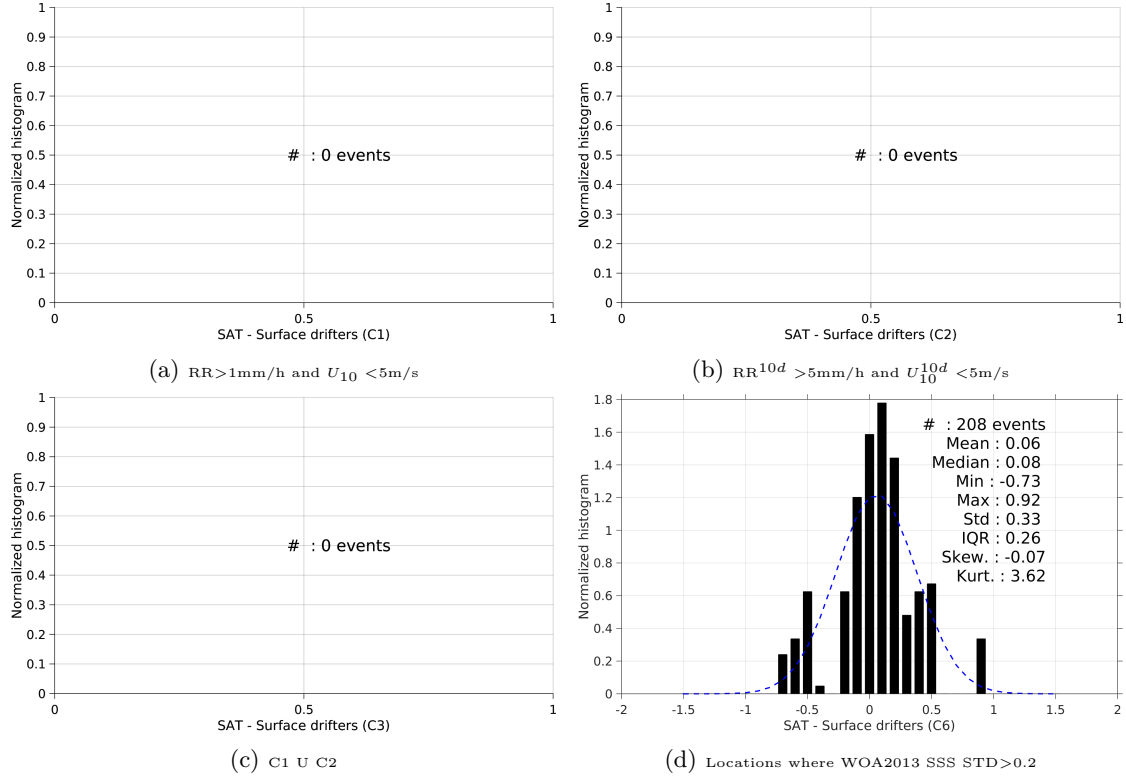 1
0.9
0.8
0.7
0.6
0.5
0.4
0.3
0.2
0.1
0
Normalized histogram
# : 0 events
0 0.5 1
SAT - Surface drifters (C1)
(a) RR>1mm/h and U10 <5m/s
1
0.9
0.8
0.7
0.6
0.5
0.4
0.3
0.2
0.1
0
Normalized histogram
# : 0 events
0 0.5 1
SAT - Surface drifters (C2)
(b) RR10d >5mm/h and U10d10 <5m/s
1
0.9
0.8
0.7
0.6
0.5
0.4
0.3
0.2
0.1
0
Normalized histogram
# : 0 events
0 0.5 1
SAT - Surface drifters (C3)
(c) C1 U C2
1.8
1.6
1.4
1.2
1
0.8
0.6
0.4
0.2
0
Normalized histogram
# : 208 events
Mean : 0.06
Median : 0.08
Min : -0.73
Max : 0.92
Std : 0.33
IQR : 0.26
Skew. : -0.07
Kurt. : 3.62
-2 -1.5 -1 -0.5 0 0.5 1 1.5 2
SAT - Surface drifters (C6)
(d) Locations where WOA2013 SSS STD>0.2